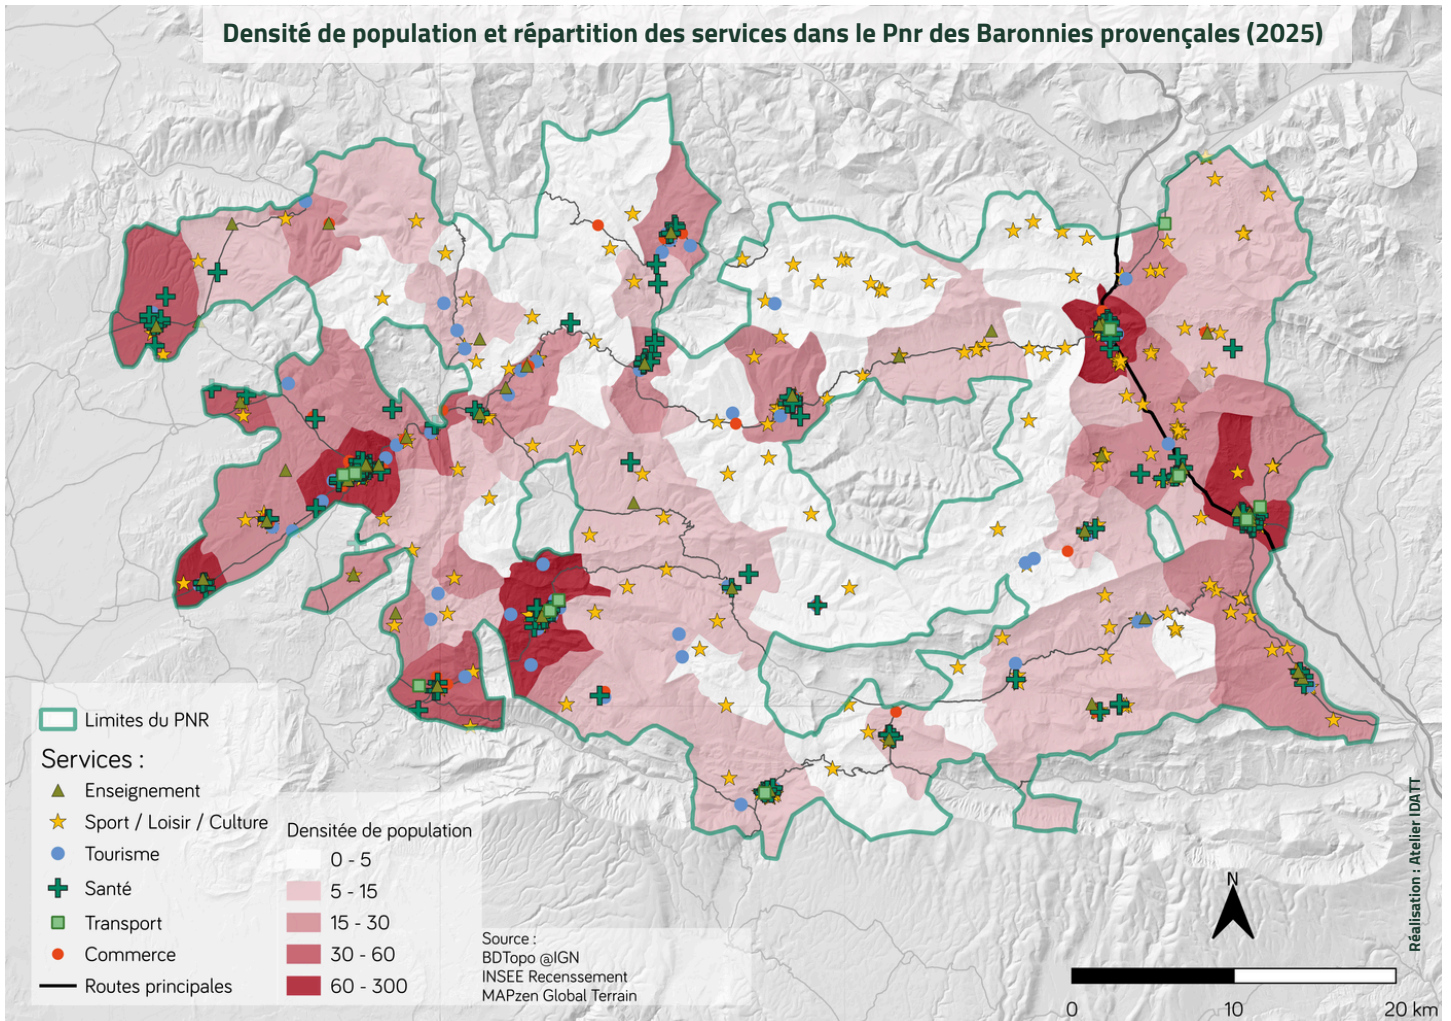 Densité de population et répartition des services dans le Pnr des Baronnies provençales (2025)
Limites du PNR
Services :
Enseignement
Sport / Loisir / Culture
Tourisme
Santé
Transport
Commerce
Routes principales
Densitée de population
0 - 5
5 - 15
15 - 30
30 - 60
60 - 300
Source :
BDTopo @IGN
INSEE Recenssement
MAPzen Global Terrain
N
0 10 20 km
Réalisation : Atelier IDATT